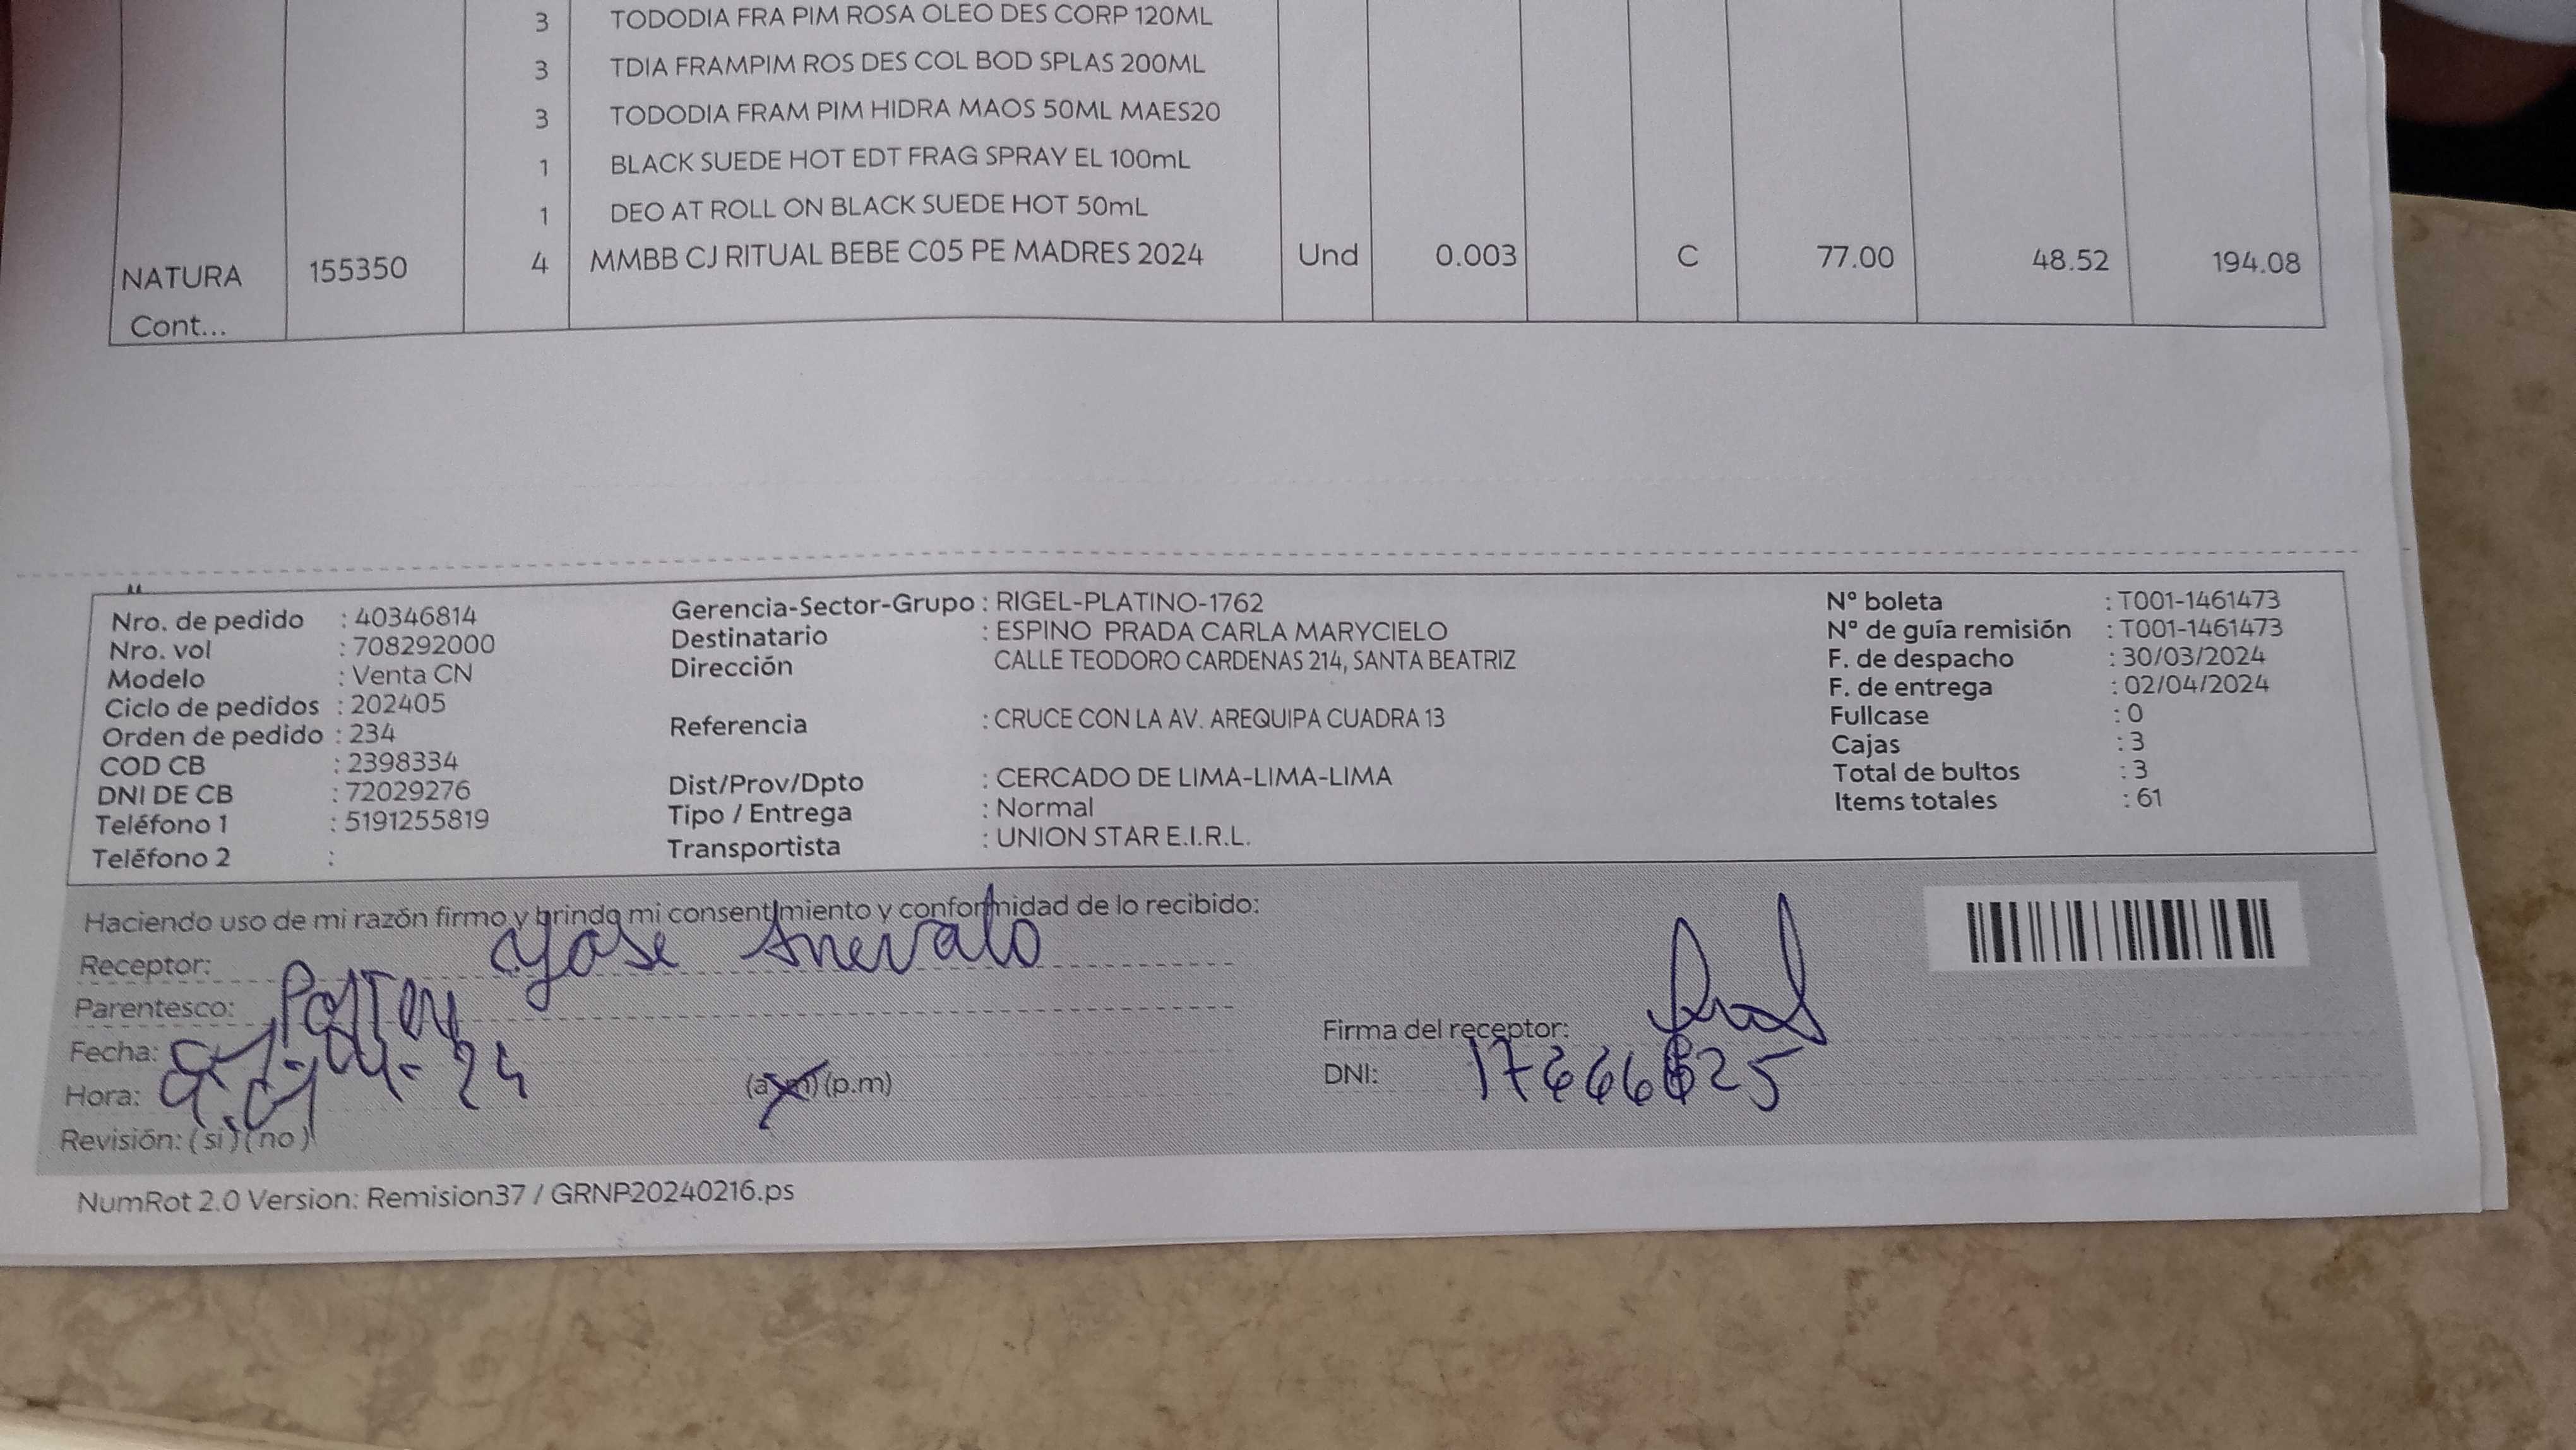 3 TODODIA FRA PIM ROSA OLEO DES CORP 120ML
3 TDIA FRAMPIM ROS DES COL BOD SPLAS 200ML
3 TODODIA FRAM PIM HIDRA MAOS 50ML MAES20
1 BLACK SUEDE HOT EDT FRAG SPRAY EL 100mL
1 DEO AT ROLL ON BLACK SUEDE HOT 50mL
NATURA 155350 4 MMBB CJ RITUAL BEBE C05 PE MADRES 2024 Und 0.003 C 77.00 48.52 194.08
Cont...
Nro. de pedido : 40346814
Nro. vol : 708292000
Modelo : Venta CN
Ciclo de pedidos : 202405
Orden de pedido : 234
COD CB : 2398334
DNI DE CB : 72029276
Teléfono 1 : 5191255819
Teléfono 2 :
Gerencia-Sector-Grupo : RIGEL-PLATINO-1762
Destinatario : ESPINO PRADA CARLA MARYCIELO
Dirección CALLE TEODORO CARDENAS 214, SANTA BEATRIZ
Referencia : CRUCE CON LA AV. AREQUIPA CUADRA 13
Dist/Prov/Dpto : CERCADO DE LIMA-LIMA-LIMA
Tipo / Entrega : Normal
Transportista : UNION STAR E.I.R.L.
N° boleta : T001-1461473
N° de guía remisión : T001-1461473
F. de despacho : 30/03/2024
F. de entrega : 02/04/2024
Fullcase : 0
Cajas : 3
Total de bultos : 3
Items totales : 61
Haciendo uso de mi razón firmo y brindo mi consentimiento y conformidad de lo recibido:
Receptor: Jose Arevalo
Parentesco:
Fecha:
Hora: (a.m) (p.m)
Revisión: (si) (no)
Firma del receptor:
DNI:
NumRot 2.0 Version: Remision37 / GRNP20240216.ps